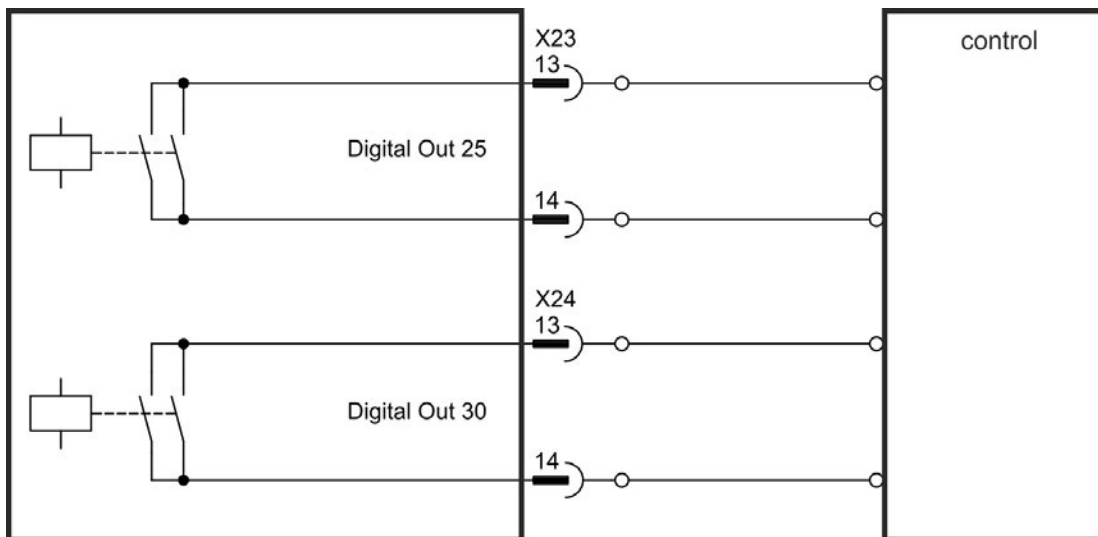 X23
13
control
Digital Out 25
14
X24
13
Digital Out 30
14